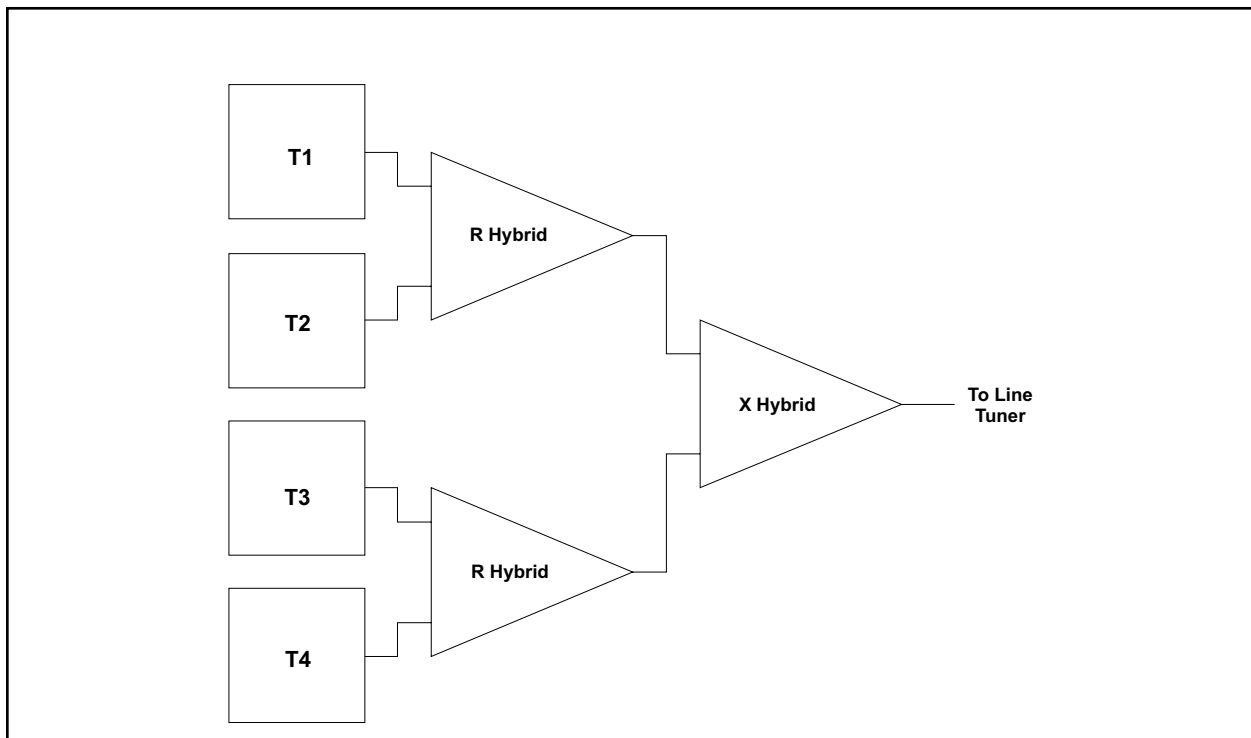 T1
R Hybrid
T2
X Hybrid
To Line
Tuner
T3
R Hybrid
T4